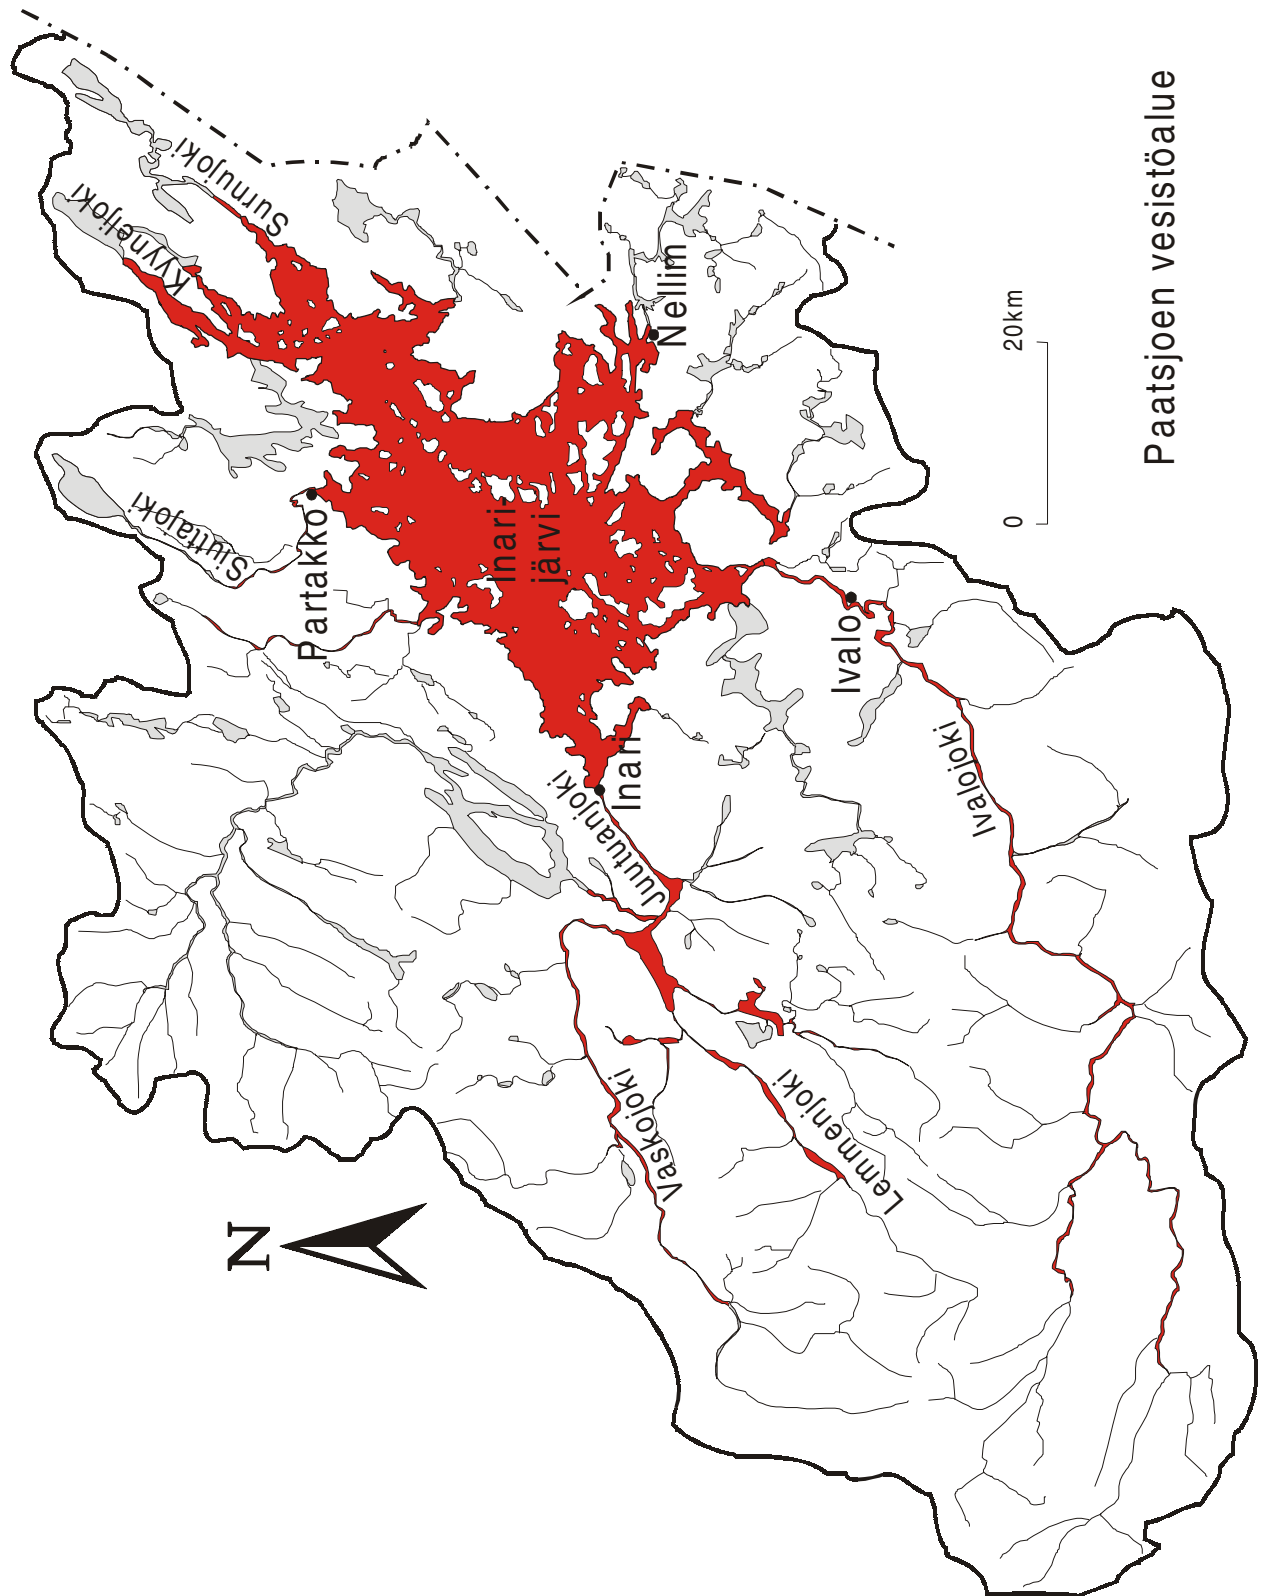 Surnujoki
Kyyneljoki
Siuttajoki
Partakko
Nellim
Inari-
järvi
Ivalo
Inari
Juutuanjoki
Ivalojoki
Vaskojoki
Lemmenjoki
N
0
20km
Paatsjoen vesistöalue